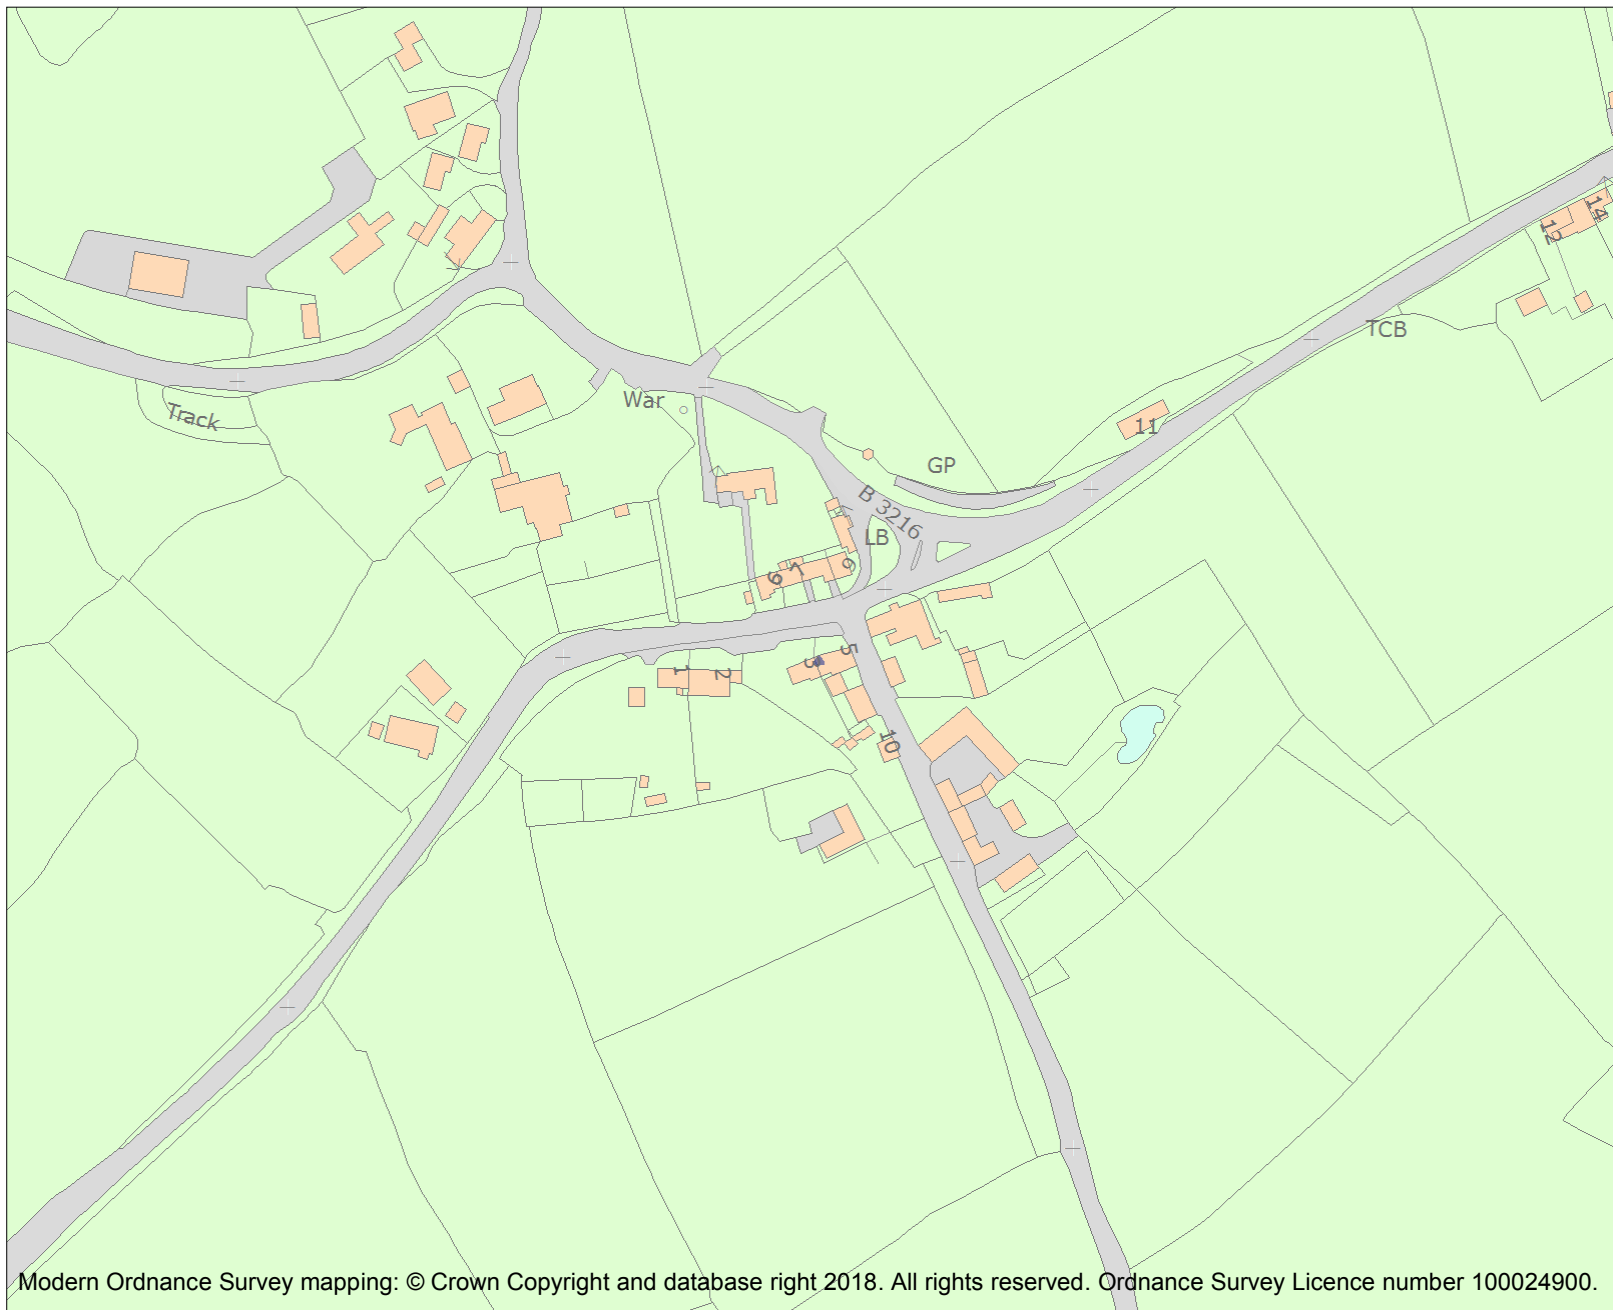 14
12
TCB
War
Track
11
GP
B 3216
LB
9
7
6
5
3
1
2
10
Modern Ordnance Survey mapping: © Crown Copyright and database right 2018. All rights reserved. Ordnance Survey Licence number 100024900.